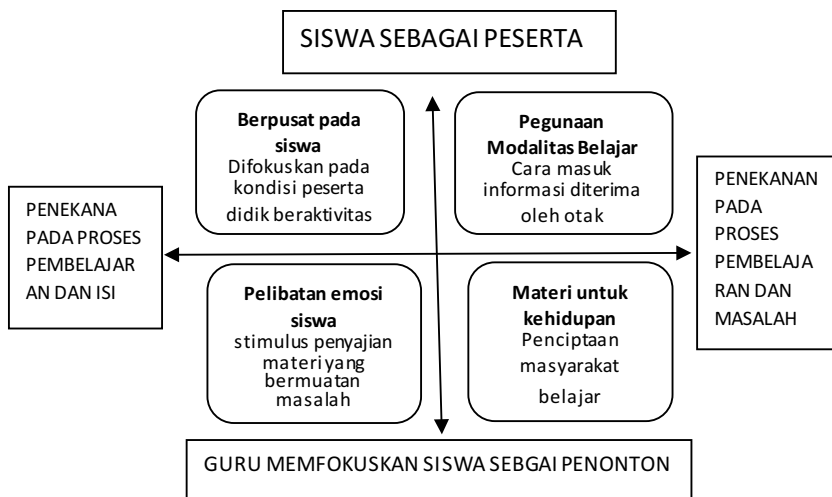 SISWA SEBAGAI PESERTA
Berpusat pada
siswa
Difokuskan pada
kondisi peserta
didik beraktivitas
Pegunaan
Modalitas Belajar
Cara masuk
informasi diterima
oleh otak
PENEKANA
PADA PROSES
PEMBELAJAR
AN DAN ISI
PENEKANAN
PADA
PROSES
PEMBELAJA
RAN DAN
MASALAH
Pelibatan emosi
siswa
stimulus penyajian
materi yang
bermuatan
masalah
Materi untuk
kehidupan
Penciptaan
masyarakat
belajar
GURU MEMFOKUSKAN SISWA SEBGAI PENONTON